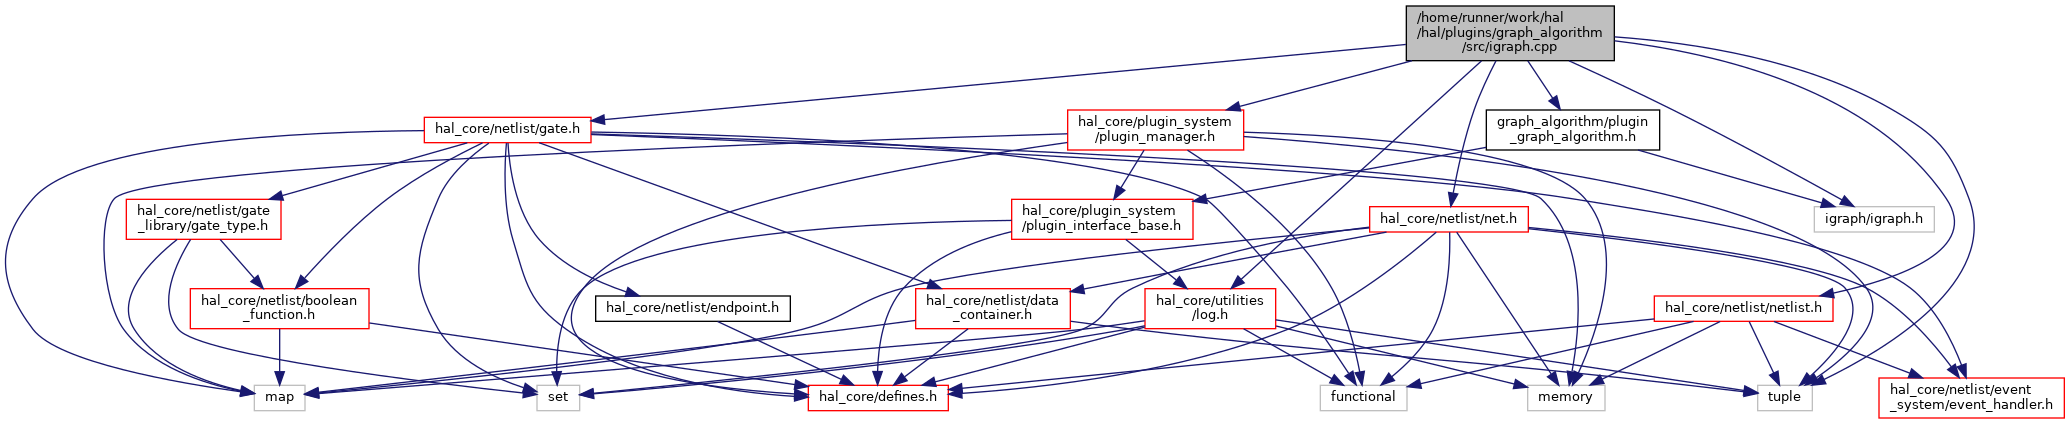 /home/runner/work/hal
/hal/plugins/graph_algorithm
/src/igraph.cpp
hal_core/netlist/gate.h
hal_core/plugin_system
/plugin_manager.h
graph_algorithm/plugin
_graph_algorithm.h
hal_core/netlist/gate
_library/gate_type.h
hal_core/plugin_system
/plugin_interface_base.h
hal_core/netlist/net.h
igraph/igraph.h
hal_core/netlist/boolean
_function.h
hal_core/netlist/endpoint.h
hal_core/netlist/data
_container.h
hal_core/utilities
/log.h
hal_core/netlist/netlist.h
map
set
hal_core/defines.h
functional
memory
tuple
hal_core/netlist/event
_system/event_handler.h